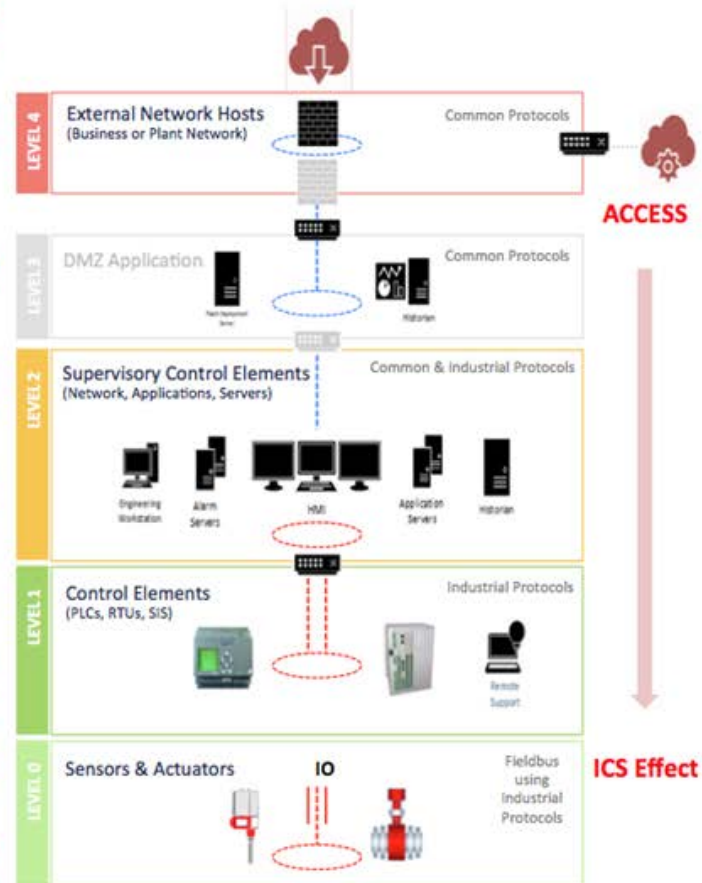 LEVEL 4
External Network Hosts
(Business or Plant Network)
Common Protocols
ACCESS
LEVEL 3
DMZ Application
Common Protocols
Server
Historian
LEVEL 2
Supervisory Control Elements
(Network, Applications, Servers)
Common & Industrial Protocols
Engineering
Workstation
Alarm
Servers
HMI
Application
Servers
Historian
LEVEL 1
Control Elements
(PLCs, RTUs, SIS)
Industrial Protocols
Remote
Support
LEVEL 0
Sensors & Actuators
IO
Fieldbus
using
Industrial
Protocols
ICS Effect